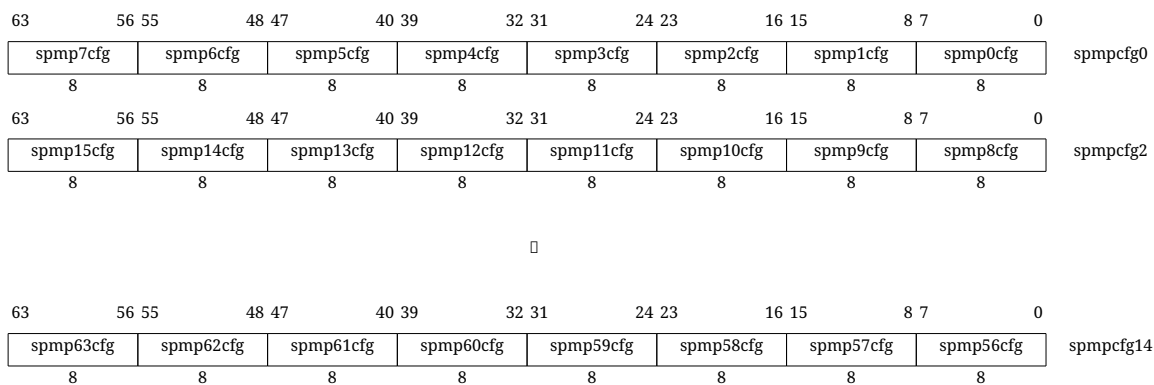 63 56 55 48 47 40 39 32 31 24 23 16 15 8 7 0
spmp7cfg spmp6cfg spmp5cfg spmp4cfg spmp3cfg spmp2cfg spmp1cfg spmp0cfg spmpcfg0
8 8 8 8 8 8 8 8
63 56 55 48 47 40 39 32 31 24 23 16 15 8 7 0
spmp15cfg spmp14cfg spmp13cfg spmp12cfg spmp11cfg spmp10cfg spmp9cfg spmp8cfg spmpcfg2
8 8 8 8 8 8 8 8
63 56 55 48 47 40 39 32 31 24 23 16 15 8 7 0
spmp63cfg spmp62cfg spmp61cfg spmp60cfg spmp59cfg spmp58cfg spmp57cfg spmp56cfg spmpcfg14
8 8 8 8 8 8 8 8